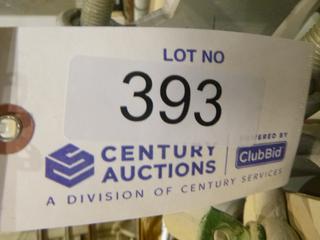 LOT NO
393
CENTURY AUCTIONS
POWERED BY
ClubBid
A DIVISION OF CENTURY SERVICES